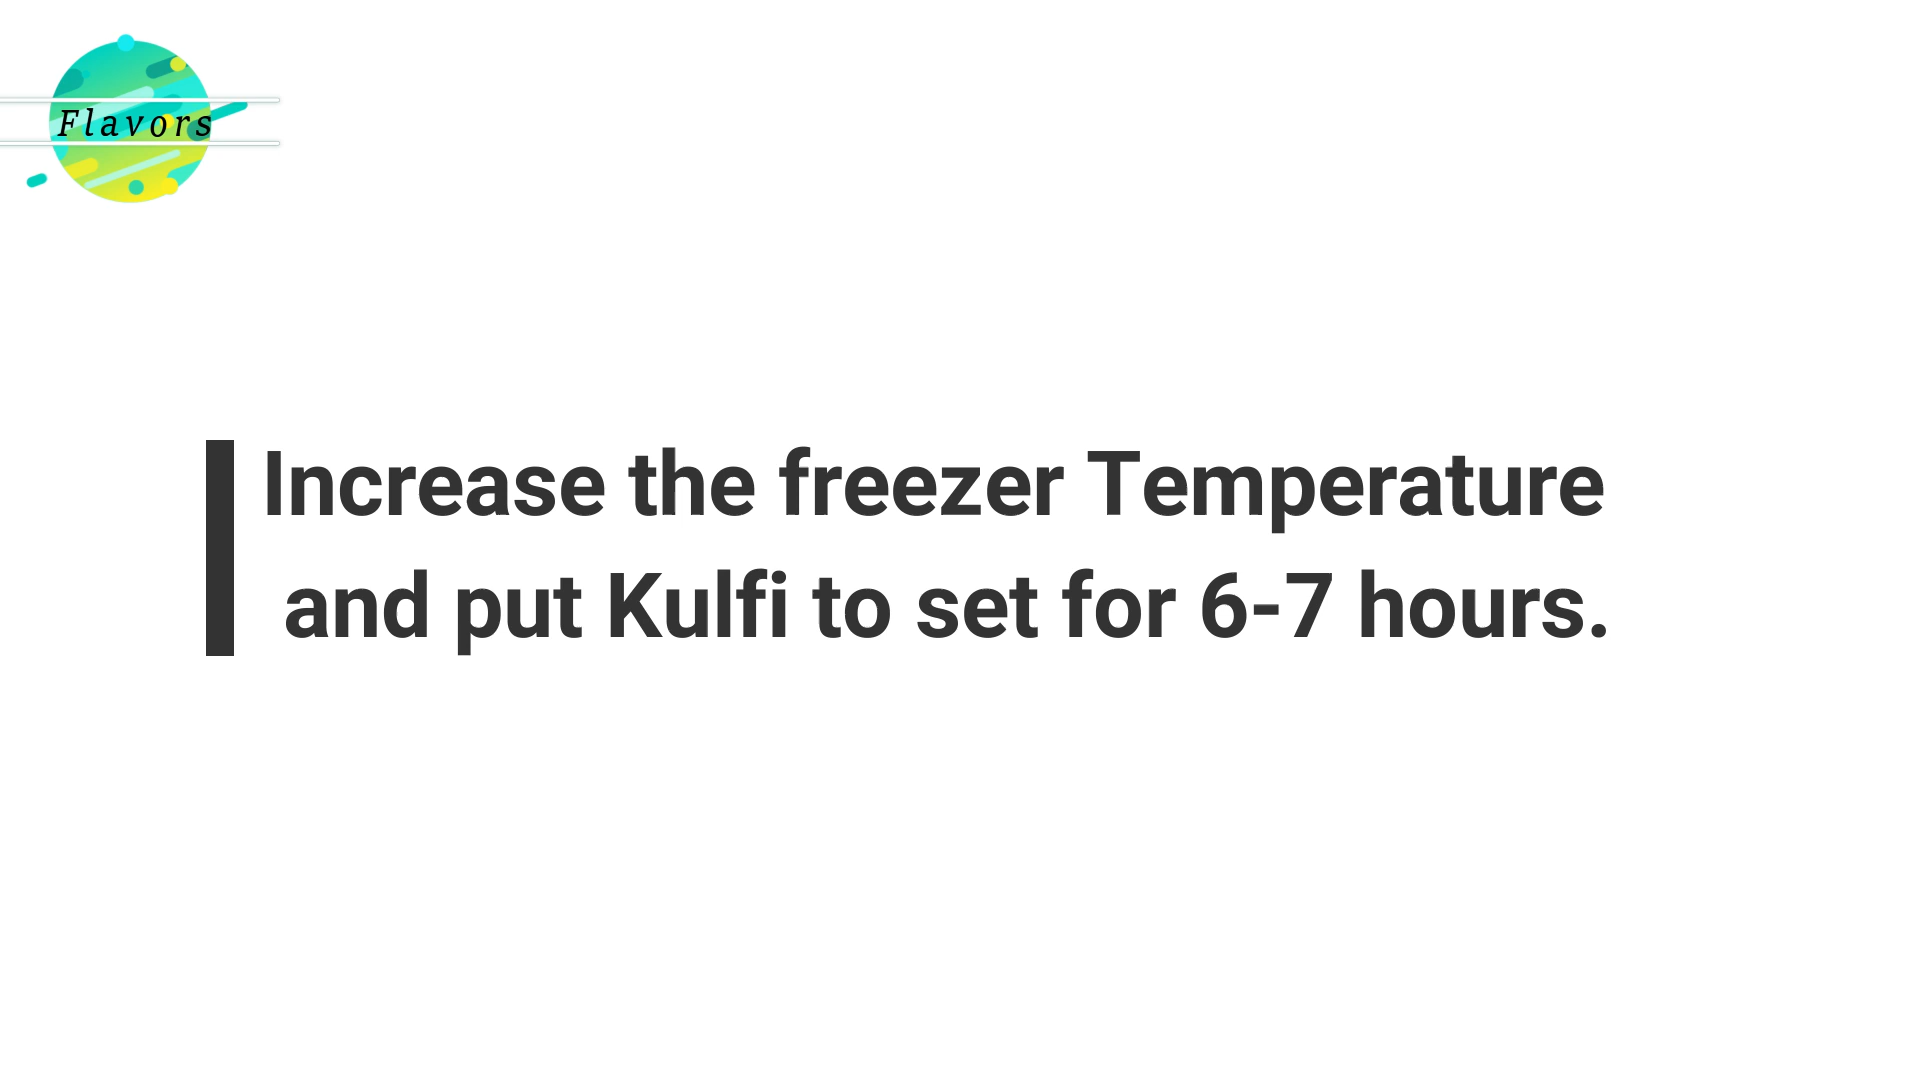 Flavors
Increase the freezer Temperature
and put Kulfi to set for 6-7 hours.